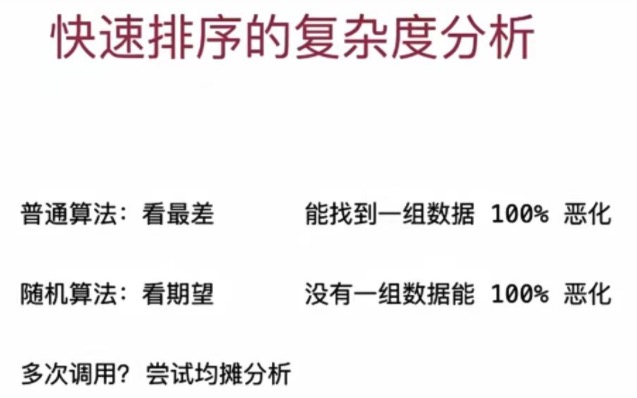 快速排序的复杂度分析
普通算法：看最差 能找到一组数据 100% 恶化
随机算法：看期望 没有一组数据能 100% 恶化
多次调用？尝试均摊分析